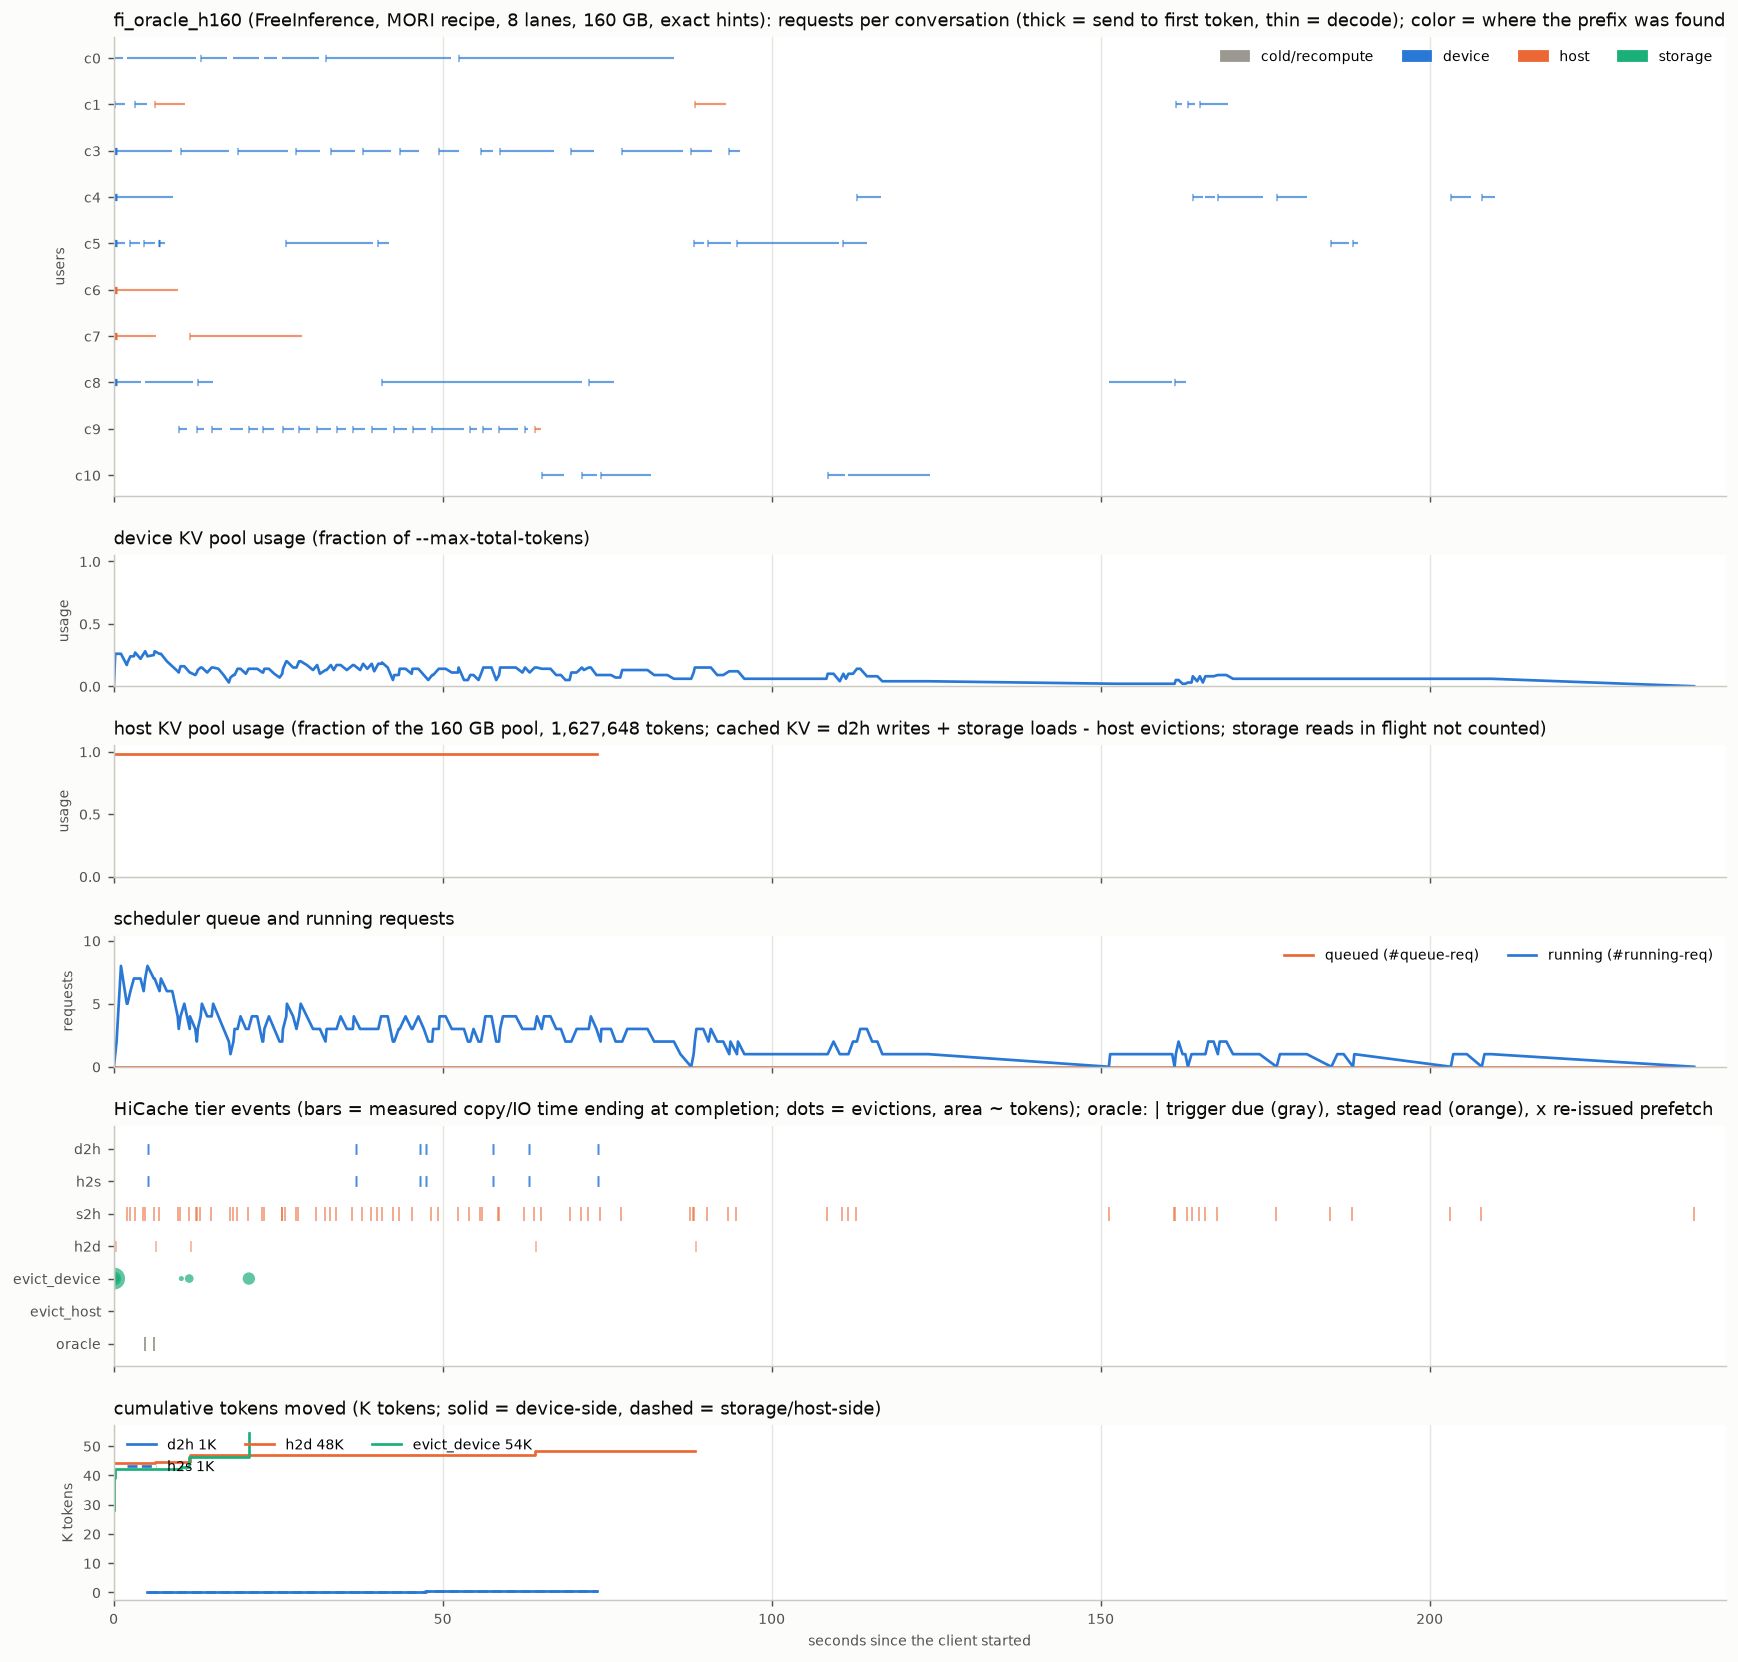 fi_oracle_h160 (FreeInference, MORI recipe, 8 lanes, 160 GB, exact hints): requests per conversation (thick = send to first token, thin = decode); color = where the prefix was found
cold/recompute device host storage
c0
c1
c3
c4
c5
c6
c7
c8
c9
c10
users
device KV pool usage (fraction of --max-total-tokens)
1.0
0.5
0.0
usage
host KV pool usage (fraction of the 160 GB pool, 1,627,648 tokens; cached KV = d2h writes + storage loads - host evictions; storage reads in flight not counted)
1.0
0.5
0.0
usage
scheduler queue and running requests
queued (#queue-req) running (#running-req)
10
5
0
requests
HiCache tier events (bars = measured copy/IO time ending at completion; dots = evictions, area ~ tokens); oracle: | trigger due (gray), staged read (orange), x re-issued prefetch
d2h
h2s
s2h
h2d
evict_device
evict_host
oracle
cumulative tokens moved (K tokens; solid = device-side, dashed = storage/host-side)
d2h 1K h2d 48K evict_device 54K
h2s 1K
50
40
30
20
10
0
K tokens
0 50 100 150 200
seconds since the client started